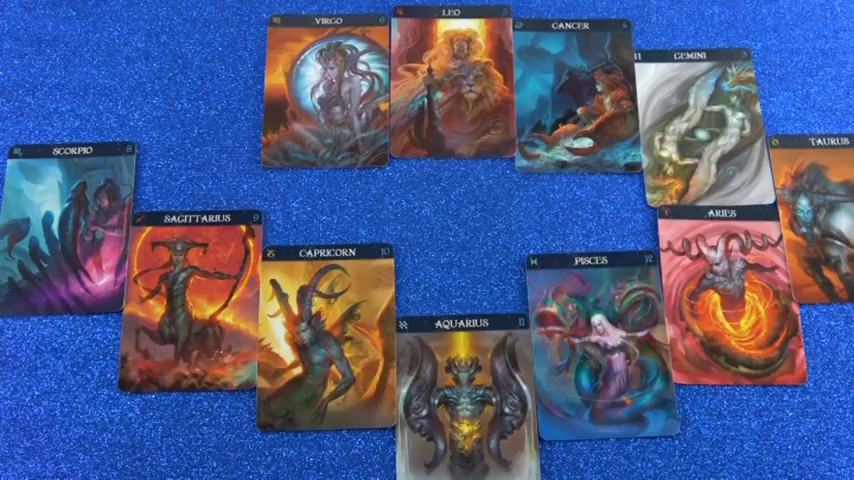 VIRGO 6
LEO 5
CANCER 4
II GEMINI 3
TAURUS
SCORPIO 8
SAGITTARIUS 9
CAPRICORN 10
AQUARIUS 11
PISCES 12
ARIES